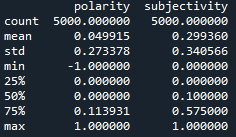 polarity subjectivity
count 5000.000000 5000.000000
mean 0.049915 0.299360
std 0.273378 0.340566
min -1.000000 0.000000
25% 0.000000 0.000000
50% 0.000000 0.100000
75% 0.113931 0.575000
max 1.000000 1.000000